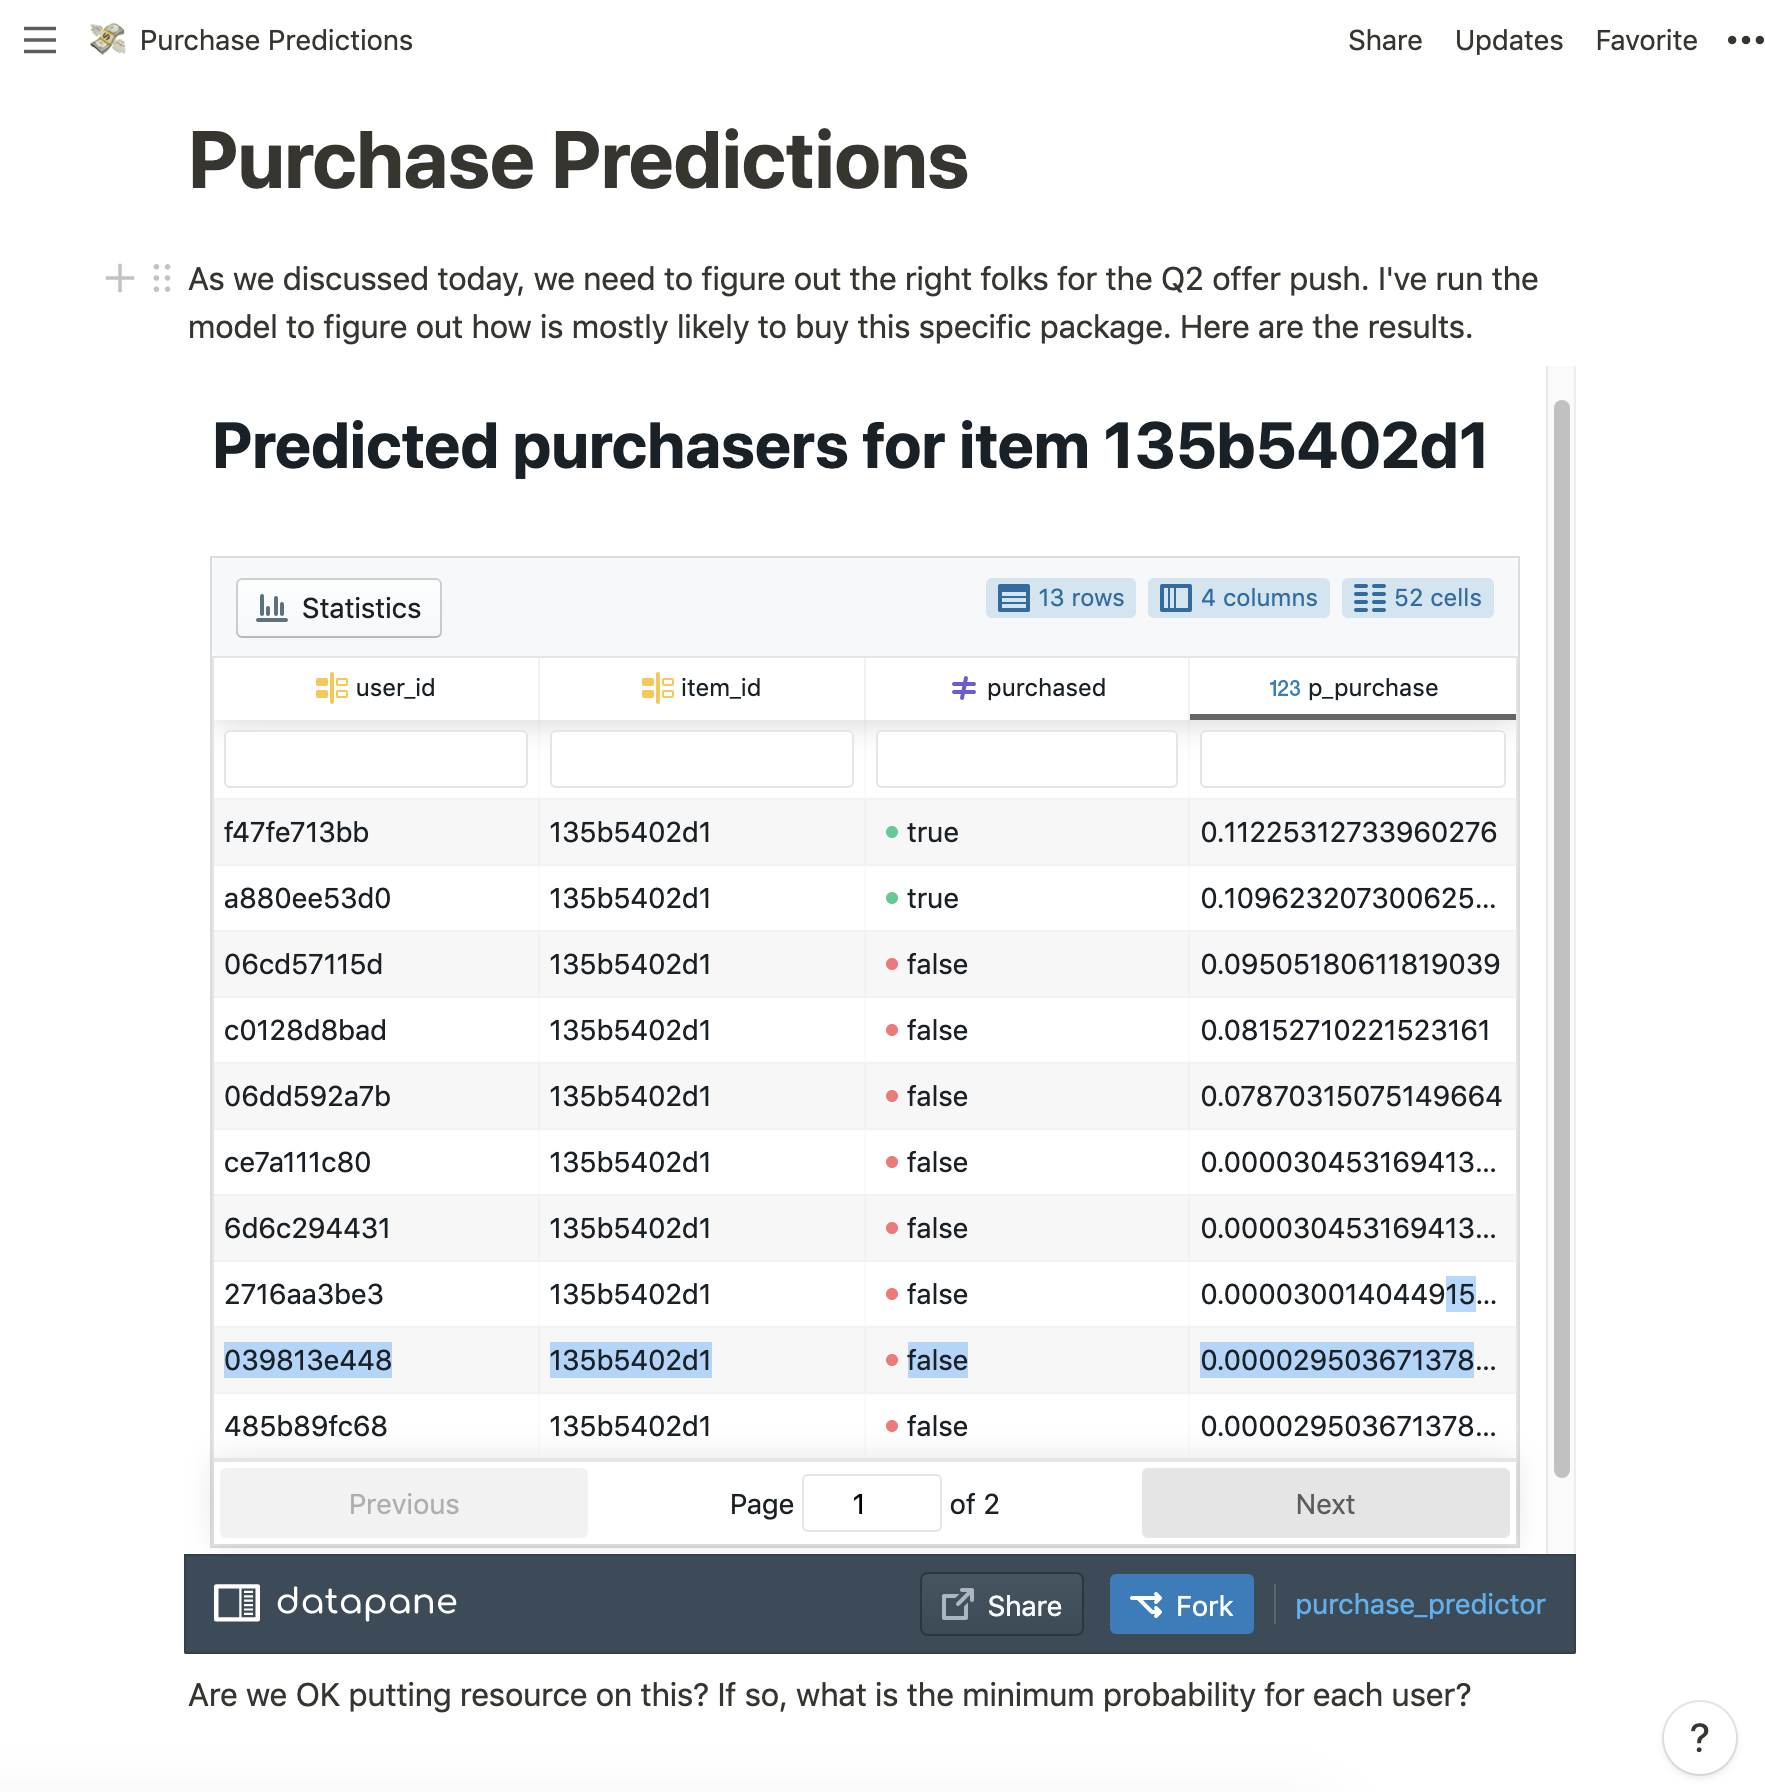 Purchase Predictions
Share Updates Favorite
Purchase Predictions
As we discussed today, we need to figure out the right folks for the Q2 offer push. I've run the
model to figure out how is mostly likely to buy this specific package. Here are the results.
Predicted purchasers for item 135b5402d1
Statistics 13 rows 4 columns 52 cells
user_id item_id purchased 123 p_purchase
f47fe713bb 135b5402d1 true 0.11225312733960276
a880ee53d0 135b5402d1 true 0.109623207300625...
06cd57115d 135b5402d1 false 0.09505180611819039
c0128d8bad 135b5402d1 false 0.08152710221523161
06dd592a7b 135b5402d1 false 0.07870315075149664
ce7a111c80 135b5402d1 false 0.000030453169413...
6d6c294431 135b5402d1 false 0.000030453169413...
2716aa3be3 135b5402d1 false 0.000030014044915...
039813e448 135b5402d1 false 0.000029503671378...
485b89fc68 135b5402d1 false 0.000029503671378...
Previous Page 1 of 2 Next
datapane Share Fork purchase_predictor
Are we OK putting resource on this? If so, what is the minimum probability for each user?
?